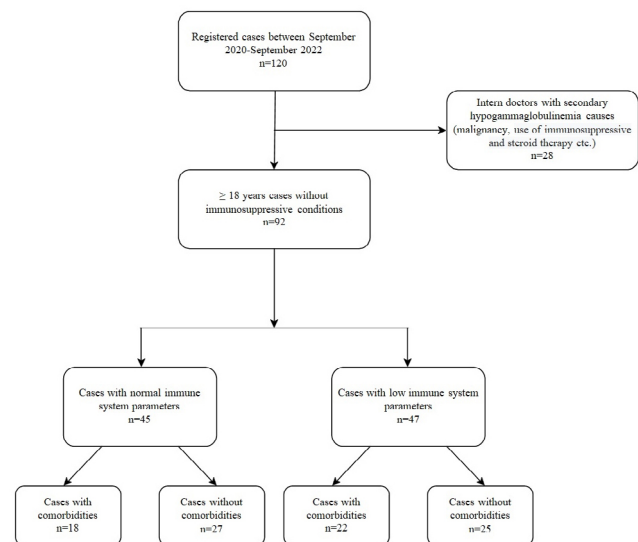 Registered cases between September
2020-September 2022
n=120
Intern doctors with secondary
hypogammaglobulinemia causes
(malignancy, use of immunosuppressive
and steroid therapy etc.)
n=28
≥ 18 years cases without
immunosuppressive conditions
n=92
Cases with normal immune
system parameters
n=45
Cases with low immune system
parameters
n=47
Cases with
comorbidities
n=18
Cases without
comorbidities
n=27
Cases with
comorbidities
n=22
Cases without
comorbidities
n=25